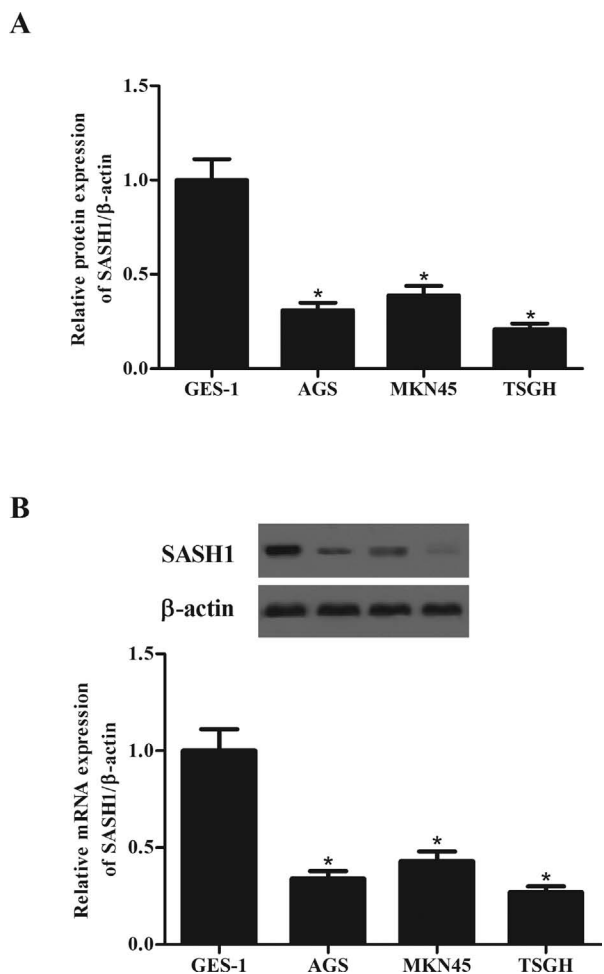 A
Relative protein expression
of SASH1/β-actin
1.5
1.0
0.5
0.0
*
*
*
GES-1 AGS MKN45 TSGH
B
SASH1
β-actin
Relative mRNA expression
of SASH1/β-actin
1.5
1.0
0.5
0.0
*
*
*
GES-1 AGS MKN45 TSGH